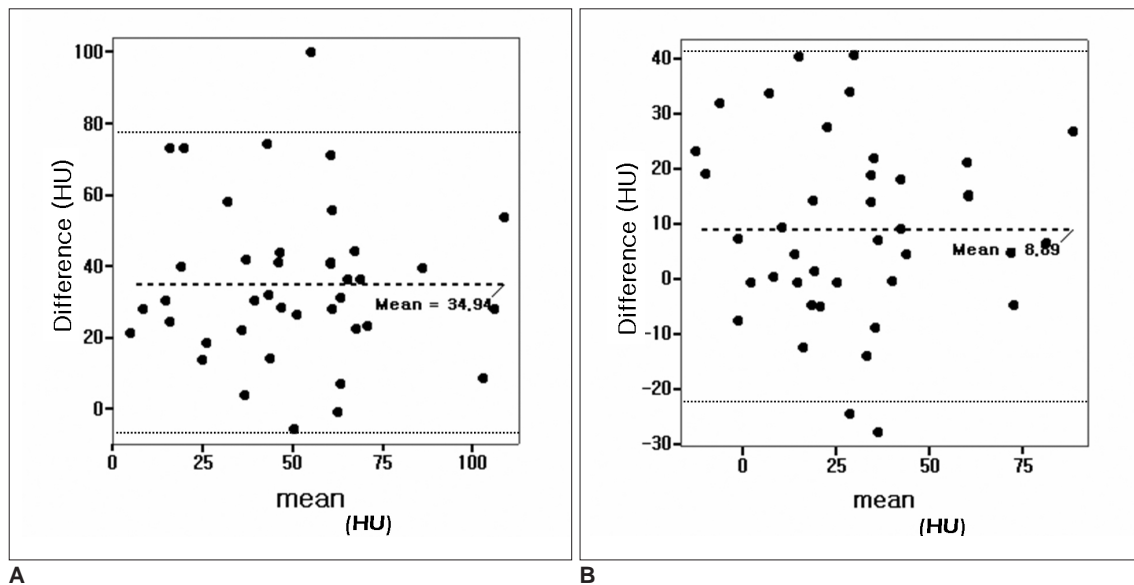 100
80
60
40
20
0
Difference (HU)
Mean = 34.94
0 25 50 75 100
mean
(HU)
A
40
30
20
10
0
-10
-20
-30
Difference (HU)
Mean = 8.89
0 25 50 75
mean
(HU)
B